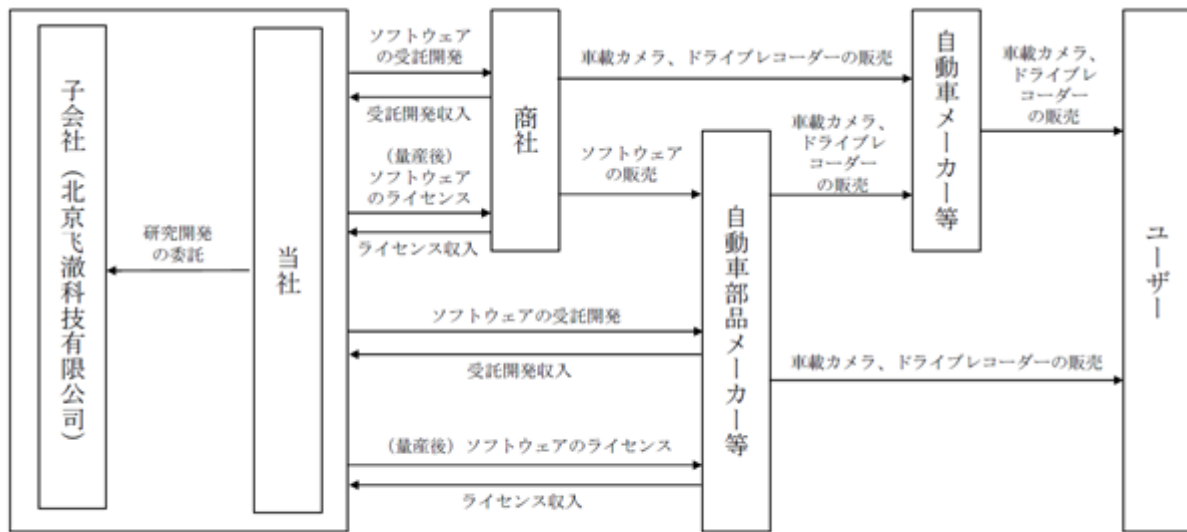 子会社（北京飞澈科技有限公司）
研究開発
の委託
当社
ソフトウェア
の受託開発
受託開発収入
（量産後）
ソフトウェア
のライセンス
ライセンス収入
商社
車載カメラ、ドライブレコーダーの販売
ソフトウェア
の販売
車載カメラ、
ドライブレ
コーダー
の販売
自動車メーカー等
車載カメラ、
ドライブレ
コーダー
の販売
ソフトウェアの受託開発
受託開発収入
（量産後）ソフトウェアのライセンス
ライセンス収入
自動車部品メーカー等
車載カメラ、ドライブレコーダーの販売
ユーザー